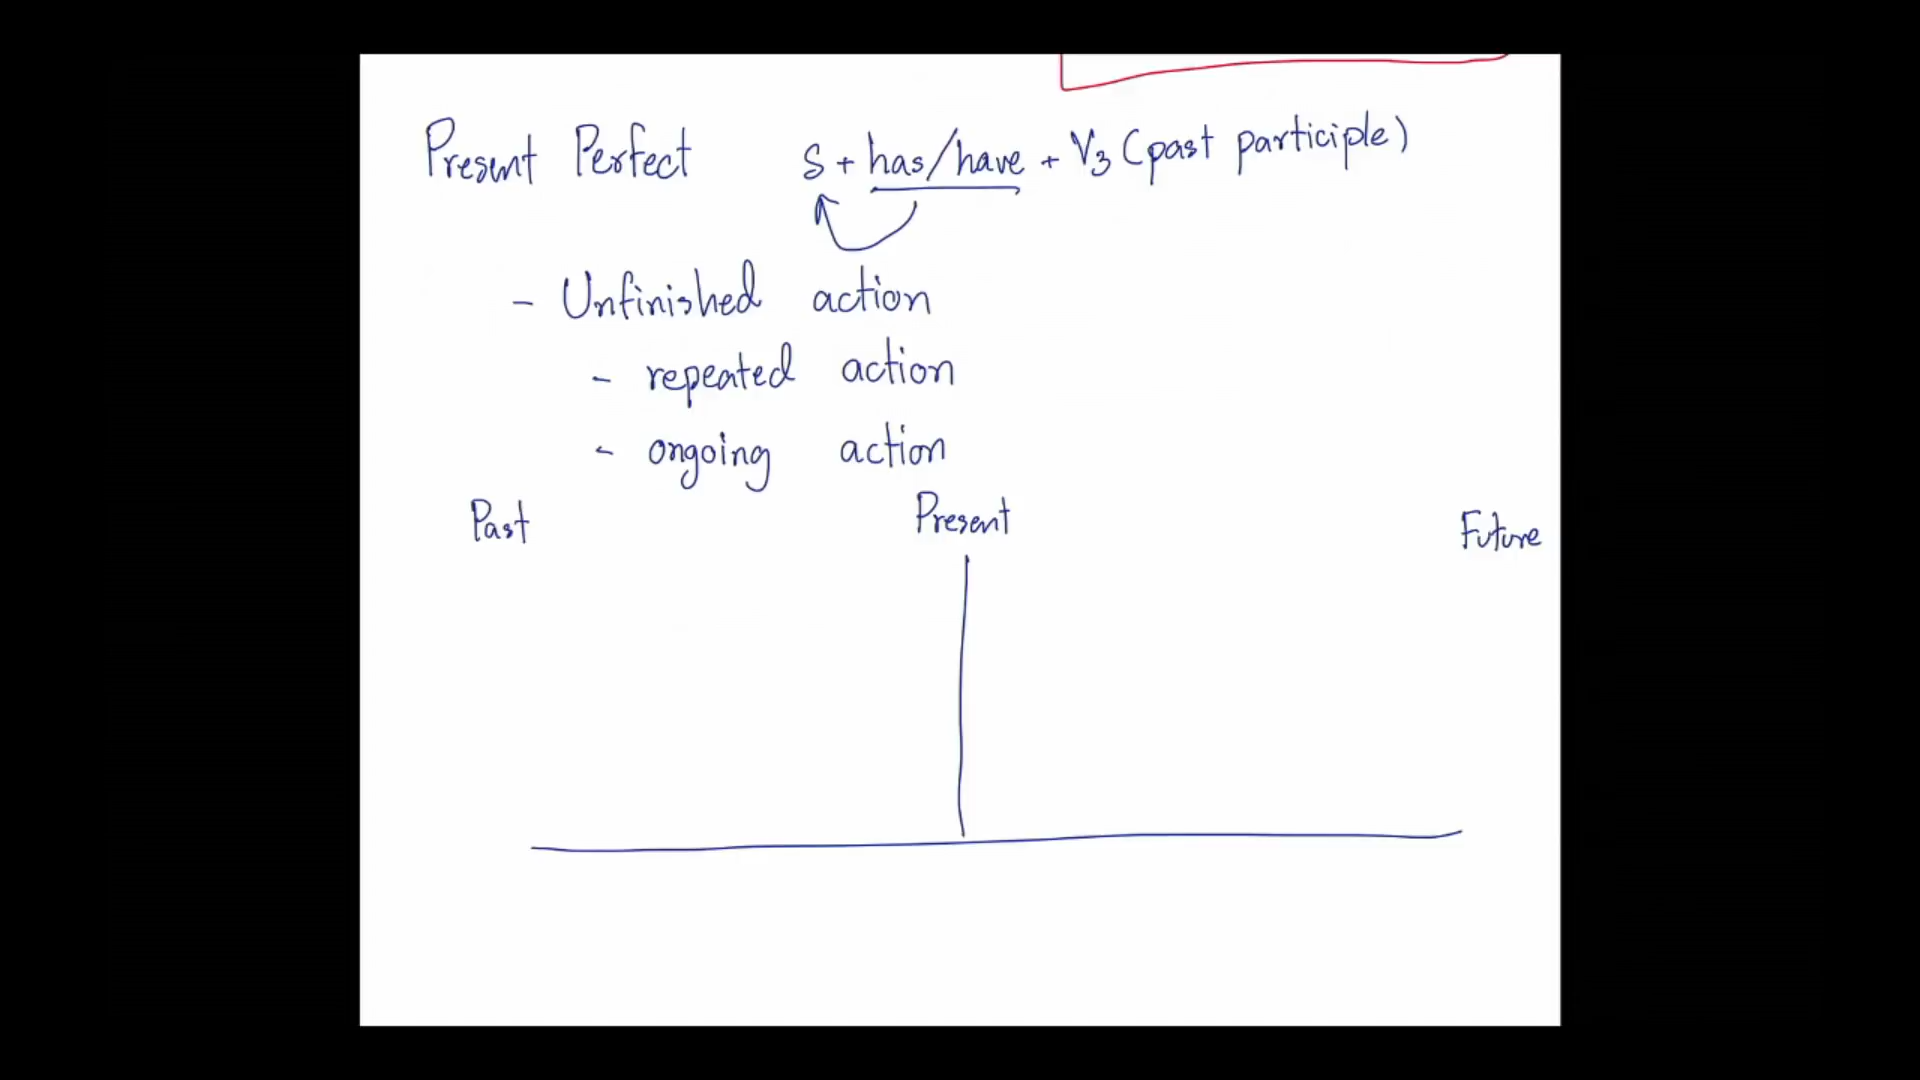 Present Perfect S + has/have + V3 (past participle)
- Unfinished action
- repeated action
- ongoing action
Past Present Future